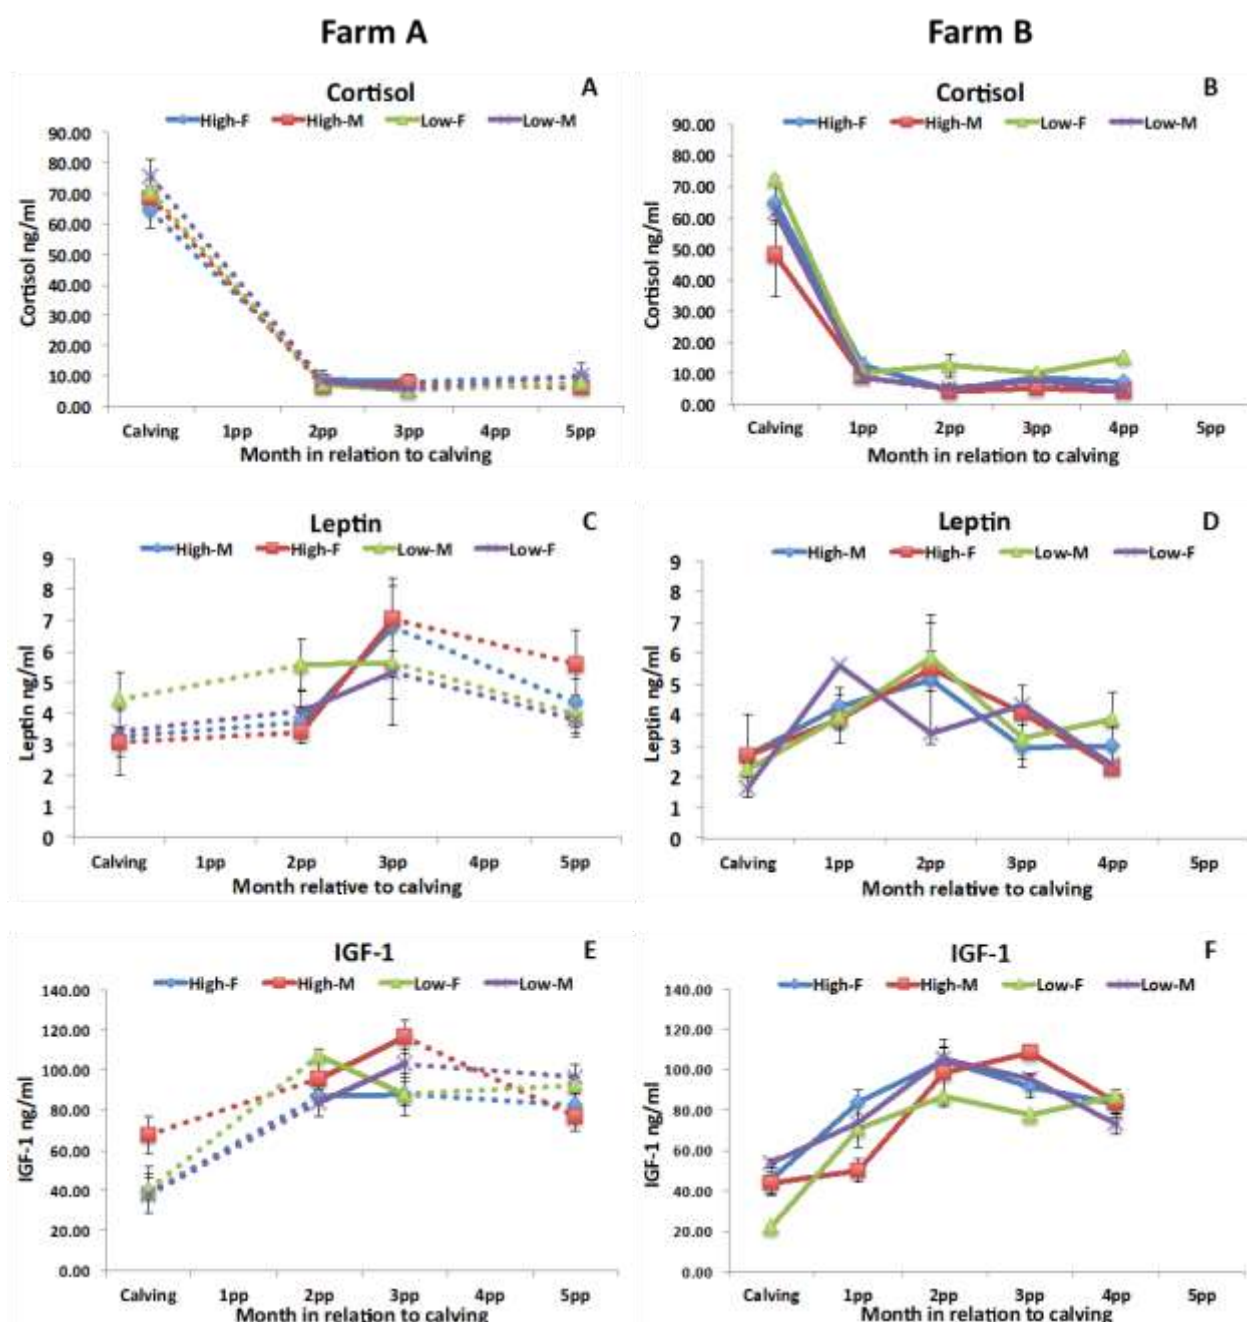 Farm A
Farm B
Cortisol A
High-F High-M Low-F Low-M
90.00
80.00
70.00
60.00
50.00
40.00
30.00
20.00
10.00
0.00
Cortisol ng/ml
Calving 1pp 2pp 3pp 4pp 5pp
Month in relation to calving
Cortisol B
High-F High-M Low-F Low-M
90.00
80.00
70.00
60.00
50.00
40.00
30.00
20.00
10.00
0.00
Cortisol ng/ml
Calving 1pp 2pp 3pp 4pp 5pp
Month in relation to calving
Leptin C
High-M High-F Low-M Low-F
9
8
7
6
5
4
3
2
1
0
Leptin ng/ml
Calving 1pp 2pp 3pp 4pp 5pp
Month relative to calving
Leptin D
High-M High-F Low-M Low-F
9
8
7
6
5
4
3
2
1
0
Leptin ng/ml
Calving 1pp 2pp 3pp 4pp 5pp
Month relative to calving
IGF-1 E
High-F High-M Low-F Low-M
140.00
120.00
100.00
80.00
60.00
40.00
20.00
0.00
IGF-1 ng/ml
Calving 1pp 2pp 3pp 4pp 5pp
Month in relation to calving
IGF-1 F
High-F High-M Low-F Low-M
140.00
120.00
100.00
80.00
60.00
40.00
20.00
0.00
IGF-1 ng/ml
Calving 1pp 2pp 3pp 4pp 5pp
Month in relation to calving